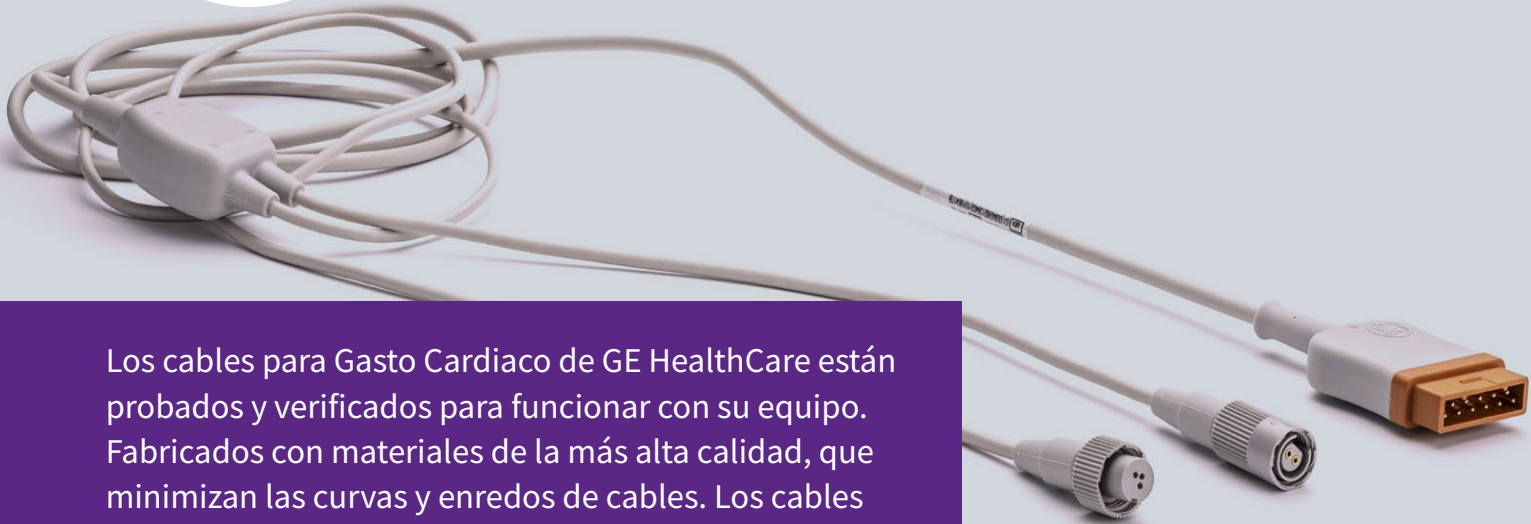 Los cables para Gasto Cardiaco de GE HealthCare están
probados y verificados para funcionar con su equipo.
Fabricados con materiales de la más alta calidad, que
minimizan las curvas y enredos de cables. Los cables